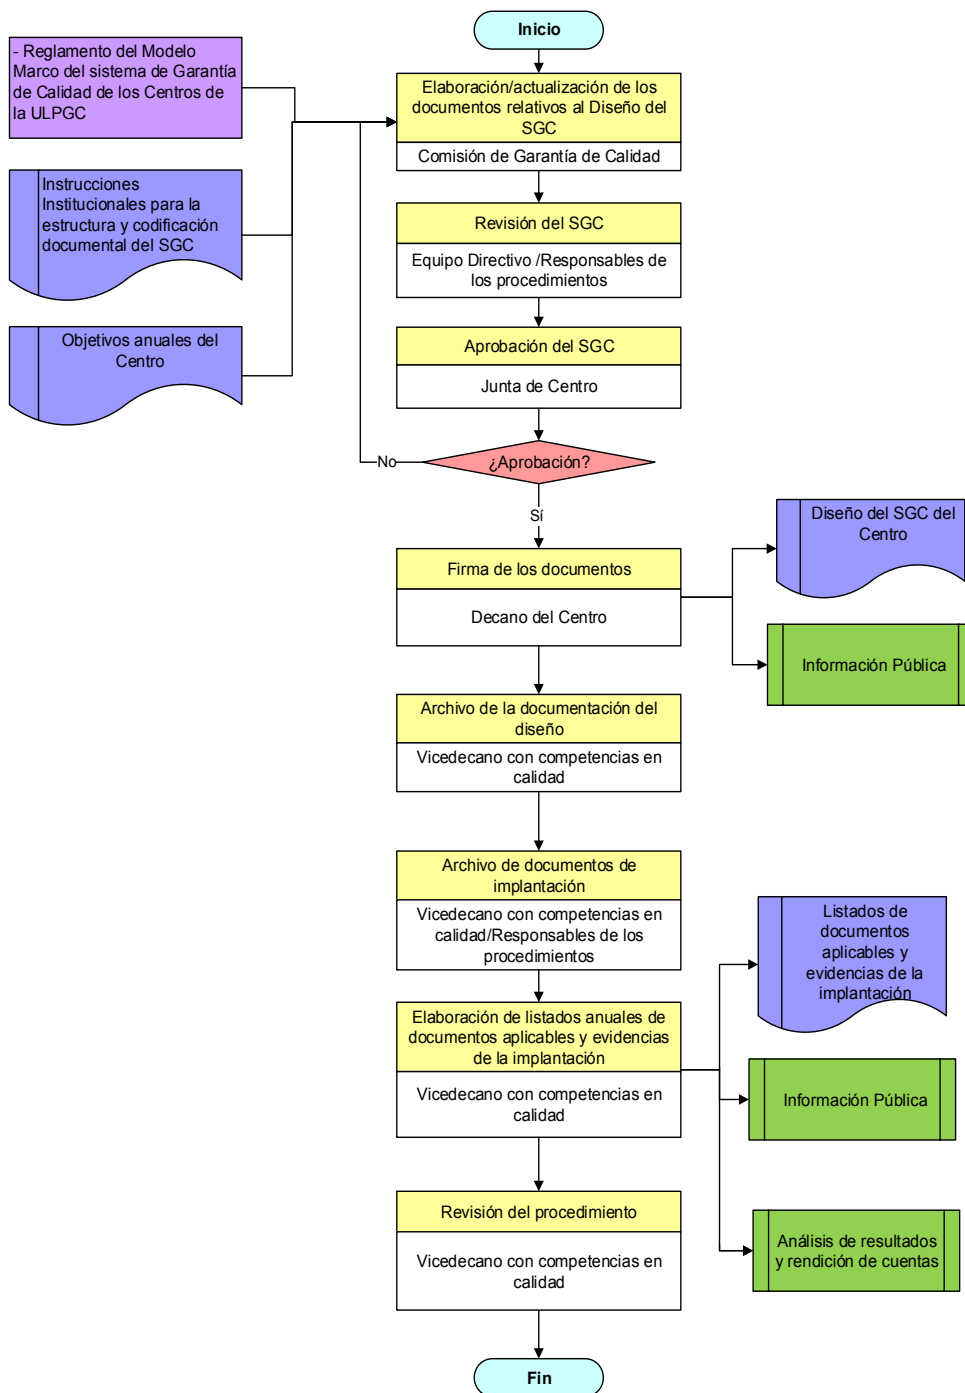 Inicio
- Reglamento del Modelo
Marco del sistema de Garantía
de Calidad de los Centros de
la ULPGC
Elaboración/actualización de los
documentos relativos al Diseño del
SGC
Comisión de Garantía de Calidad
Instrucciones
Institucionales para la
estructura y codificación
documental del SGC
Revisión del SGC
Equipo Directivo /Responsables de
los procedimientos
Objetivos anuales del
Centro
Aprobación del SGC
Junta de Centro
¿Aprobación?
No
Sí
Diseño del SGC del
Centro
Firma de los documentos
Decano del Centro
Información Pública
Archivo de la documentación del
diseño
Vicedecano con competencias en
calidad
Archivo de documentos de
implantación
Vicedecano con competencias en
calidad/Responsables de los
procedimientos
Listados de
documentos
aplicables y
evidencias de la
implantación
Elaboración de listados anuales de
documentos aplicables y evidencias
de la implantación
Vicedecano con competencias en
calidad
Información Pública
Revisión del procedimiento
Vicedecano con competencias en
calidad
Análisis de resultados
y rendición de cuentas
Fin